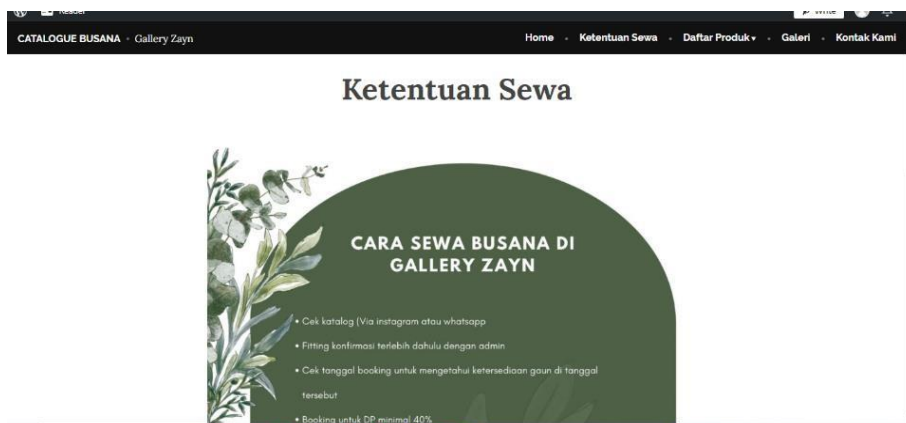 Reader
Write
CATALOGUE BUSANA - Gallery Zayn
Home - Ketentuan Sewa - Daftar Produk ▾ - Galeri - Kontak Kami
Ketentuan Sewa
CARA SEWA BUSANA DI
GALLERY ZAYN
• Cek katalog (Via instagram atau whatsapp
• Fitting konfirmasi terlebih dahulu dengan admin
• Cek tanggal booking untuk mengetahui ketersediaan gaun di tanggal
tersebut
• Booking untuk DP minimal 40%